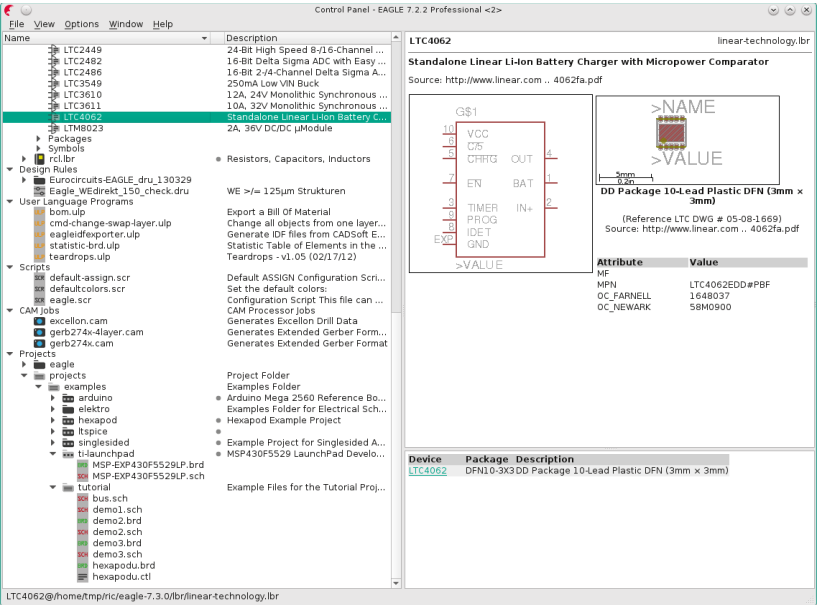 Control Panel - EAGLE 7.2.2 Professional <2>
File View Options Window Help
Name Description
LTC2449 24-Bit High Speed 8-/16-Channel ...
LTC2482 16-Bit Delta Sigma ADC with Easy ...
LTC2486 16-Bit 2-/4-Channel Delta Sigma A...
LTC3549 250mA Low VIN Buck
LTC3610 12A, 24V Monolithic Synchronous ...
LTC3611 10A, 32V Monolithic Synchronous ...
LTC4062 Standalone Linear Li-Ion Battery C...
LTM8023 2A, 36V DC/DC µModule
Packages
Symbols
rcl.lbr Resistors, Capacitors, Inductors
Design Rules
Eurocircuits-EAGLE_dru_130329
Eagle_WEdirekt_150_check.dru WE >/= 125µm Strukturen
User Language Programs
bom.ulp Export a Bill Of Material
cmd-change-swap-layer.ulp Change all objects from one layer...
eagleidfexporter.ulp Generate IDF files from CADSoft E...
statistic-brd.ulp Statistic Table of Elements in the ...
teardrops.ulp Teardrops - v1.05 (02/17/12)
Scripts
default-assign.scr Default ASSIGN Configuration Scri...
defaultcolors.scr Set the default colors:
eagle.scr Configuration Script This file can ...
CAM Jobs CAM Processor Jobs
excellon.cam Generates Excellon Drill Data
gerb274x-4layer.cam Generates Extended Gerber Form...
gerb274x.cam Generates Extended Gerber Format
Projects
eagle
projects Project Folder
examples Examples Folder
arduino Arduino Mega 2560 Reference Bo...
elektro Examples Folder for Electrical Sch...
hexapod Hexapod Example Project
ltspice
singlesided Example Project for Singlesided A...
ti-launchpad MSP430F5529 LaunchPad Develo...
MSP-EXP430F5529LP.brd
MSP-EXP430F5529LP.sch
tutorial Example Files for the Tutorial Proj...
bus.sch
demo1.sch
demo2.brd
demo2.sch
demo3.brd
demo3.sch
hexapodu.brd
hexapodu.ctl
LTC4062 linear-technology.lbr
Standalone Linear Li-Ion Battery Charger with Micropower Comparator
Source: http://www.linear.com .. 4062fa.pdf
G$1
10 VCC
6 C/5
5 CHRG OUT 4
7 EN BAT 1
3 TIMER IN+ 2
9 PROG
8 IDET
EXP GND
>VALUE
>NAME
>VALUE
5mm
0.2in
DD Package 10-Lead Plastic DFN (3mm ×
3mm)
(Reference LTC DWG # 05-08-1669)
Source: http://www.linear.com .. 4062fa.pdf
Attribute Value
MF
MPN LTC4062EDD#PBF
OC_FARNELL 1648037
OC_NEWARK 58M0900
Device Package Description
LTC4062 DFN10-3X3 DD Package 10-Lead Plastic DFN (3mm × 3mm)
LTC4062@/home/tmp/ric/eagle-7.3.0/lbr/linear-technology.lbr